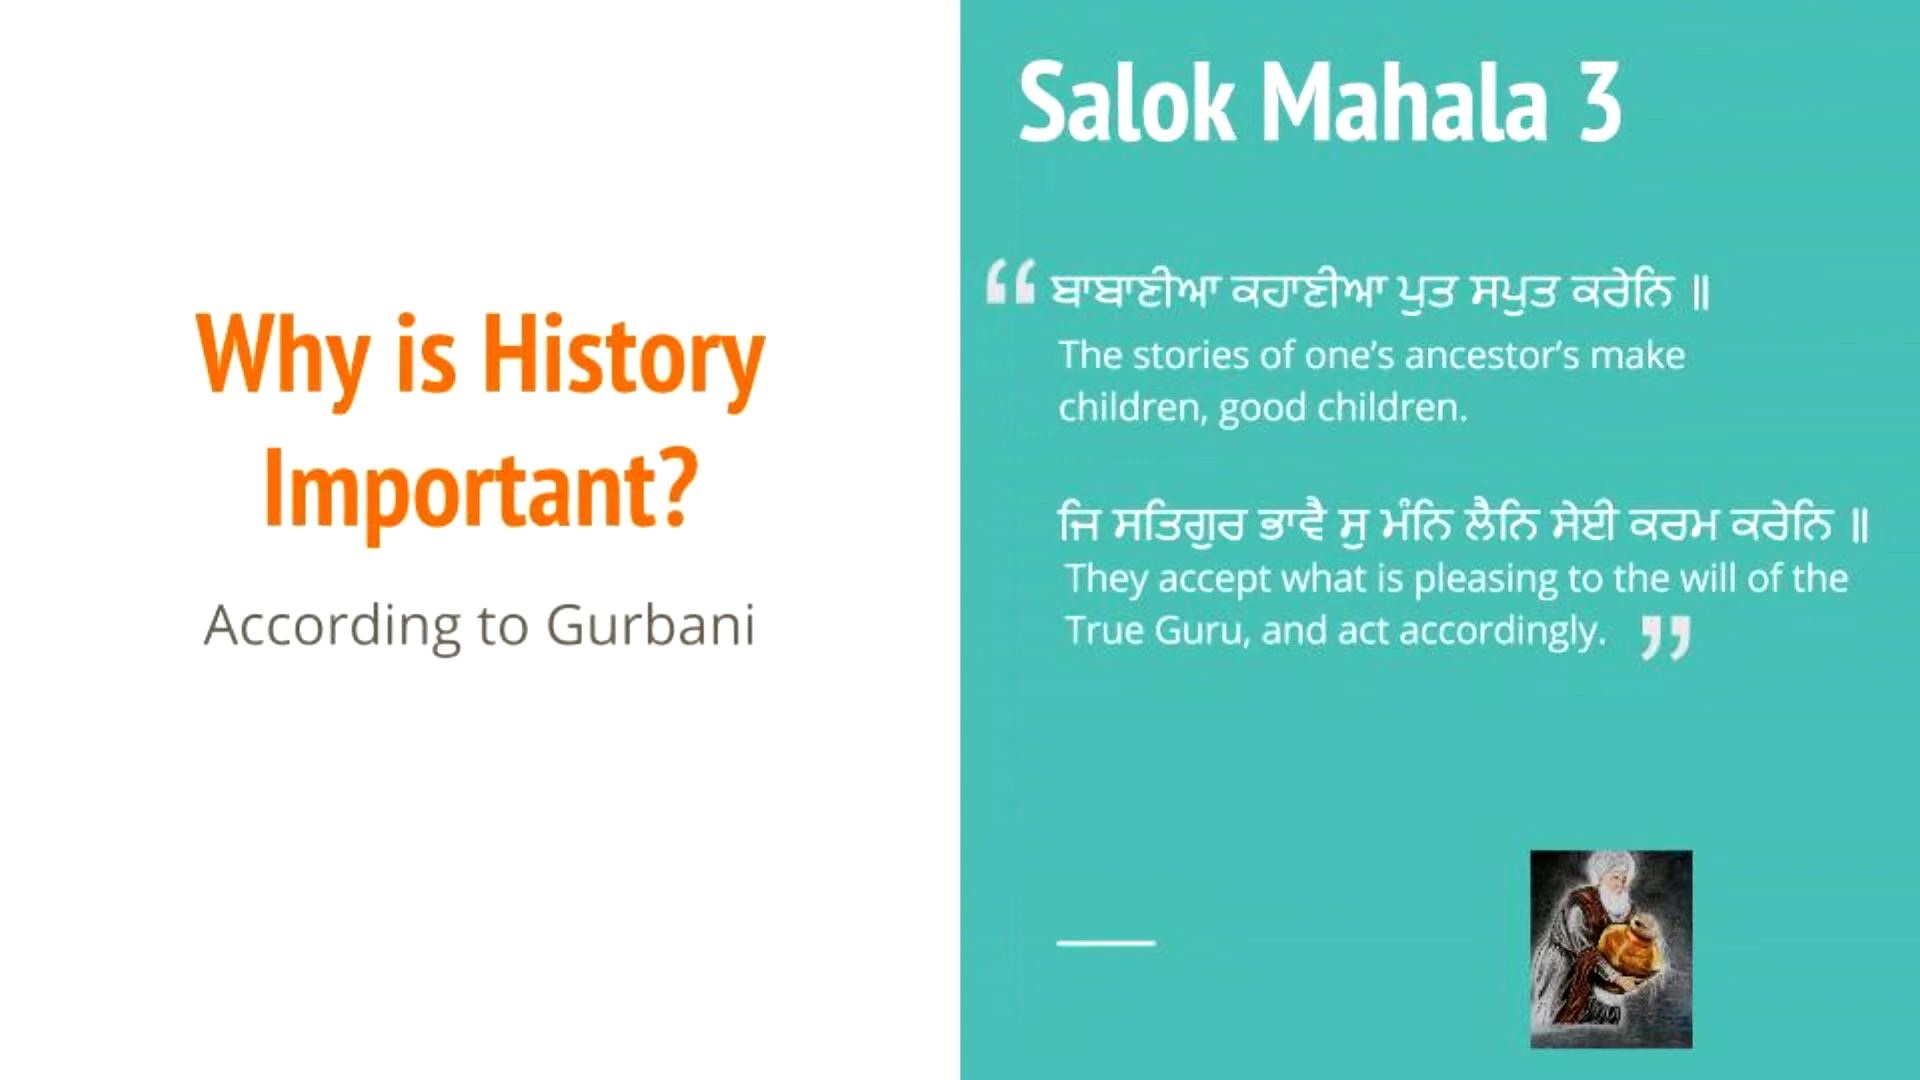 Why is History
Important?
According to Gurbani
Salok Mahala 3
“ਬਾਬਾਣੀਆ ਕਹਾਣੀਆ ਪੁਤ ਸਪੁਤ ਕਰੇਨਿ ॥
The stories of one’s ancestor’s make
children, good children.
ਜਿ ਸਤਿਗੁਰ ਭਾਵੈ ਸੁ ਮੰਨਿ ਲੈਨਿ ਸੇਈ ਕਰਮ ਕਰੇਨਿ ॥
They accept what is pleasing to the will of the
True Guru, and act accordingly. ”